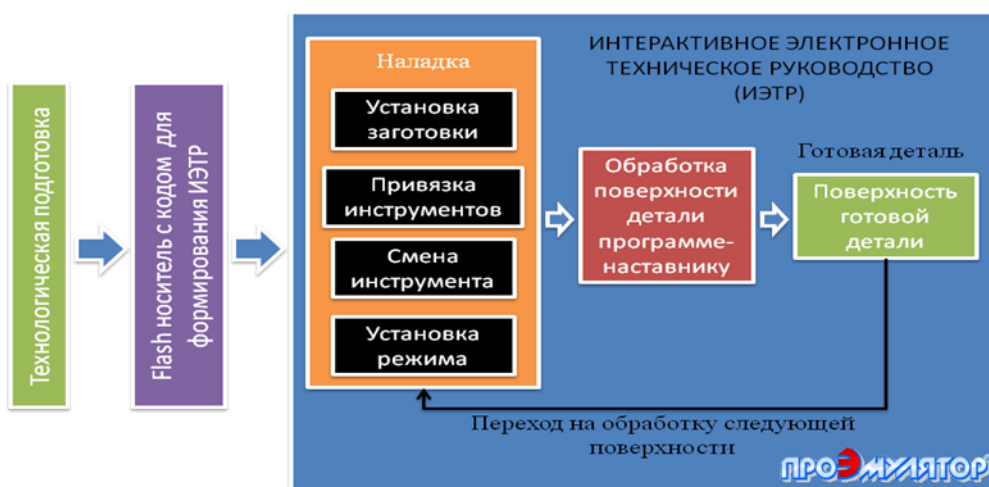 Технологическая подготовка
Flash носитель с кодом для
формирования ИЭТР
Наладка
Установка
заготовки
Привязка
инструментов
Смена
инструмента
Установка
режима
ИНТЕРАКТИВНОЕ ЭЛЕКТРОННОЕ
ТЕХНИЧЕСКОЕ РУКОВОДСТВО
(ИЭТР)
Обработка
поверхности
детали
программе-
наставнику
Готовая деталь
Поверхность
готовой
детали
Переход на обработку следующей
поверхности
ПРОЭМУЛЯТОР